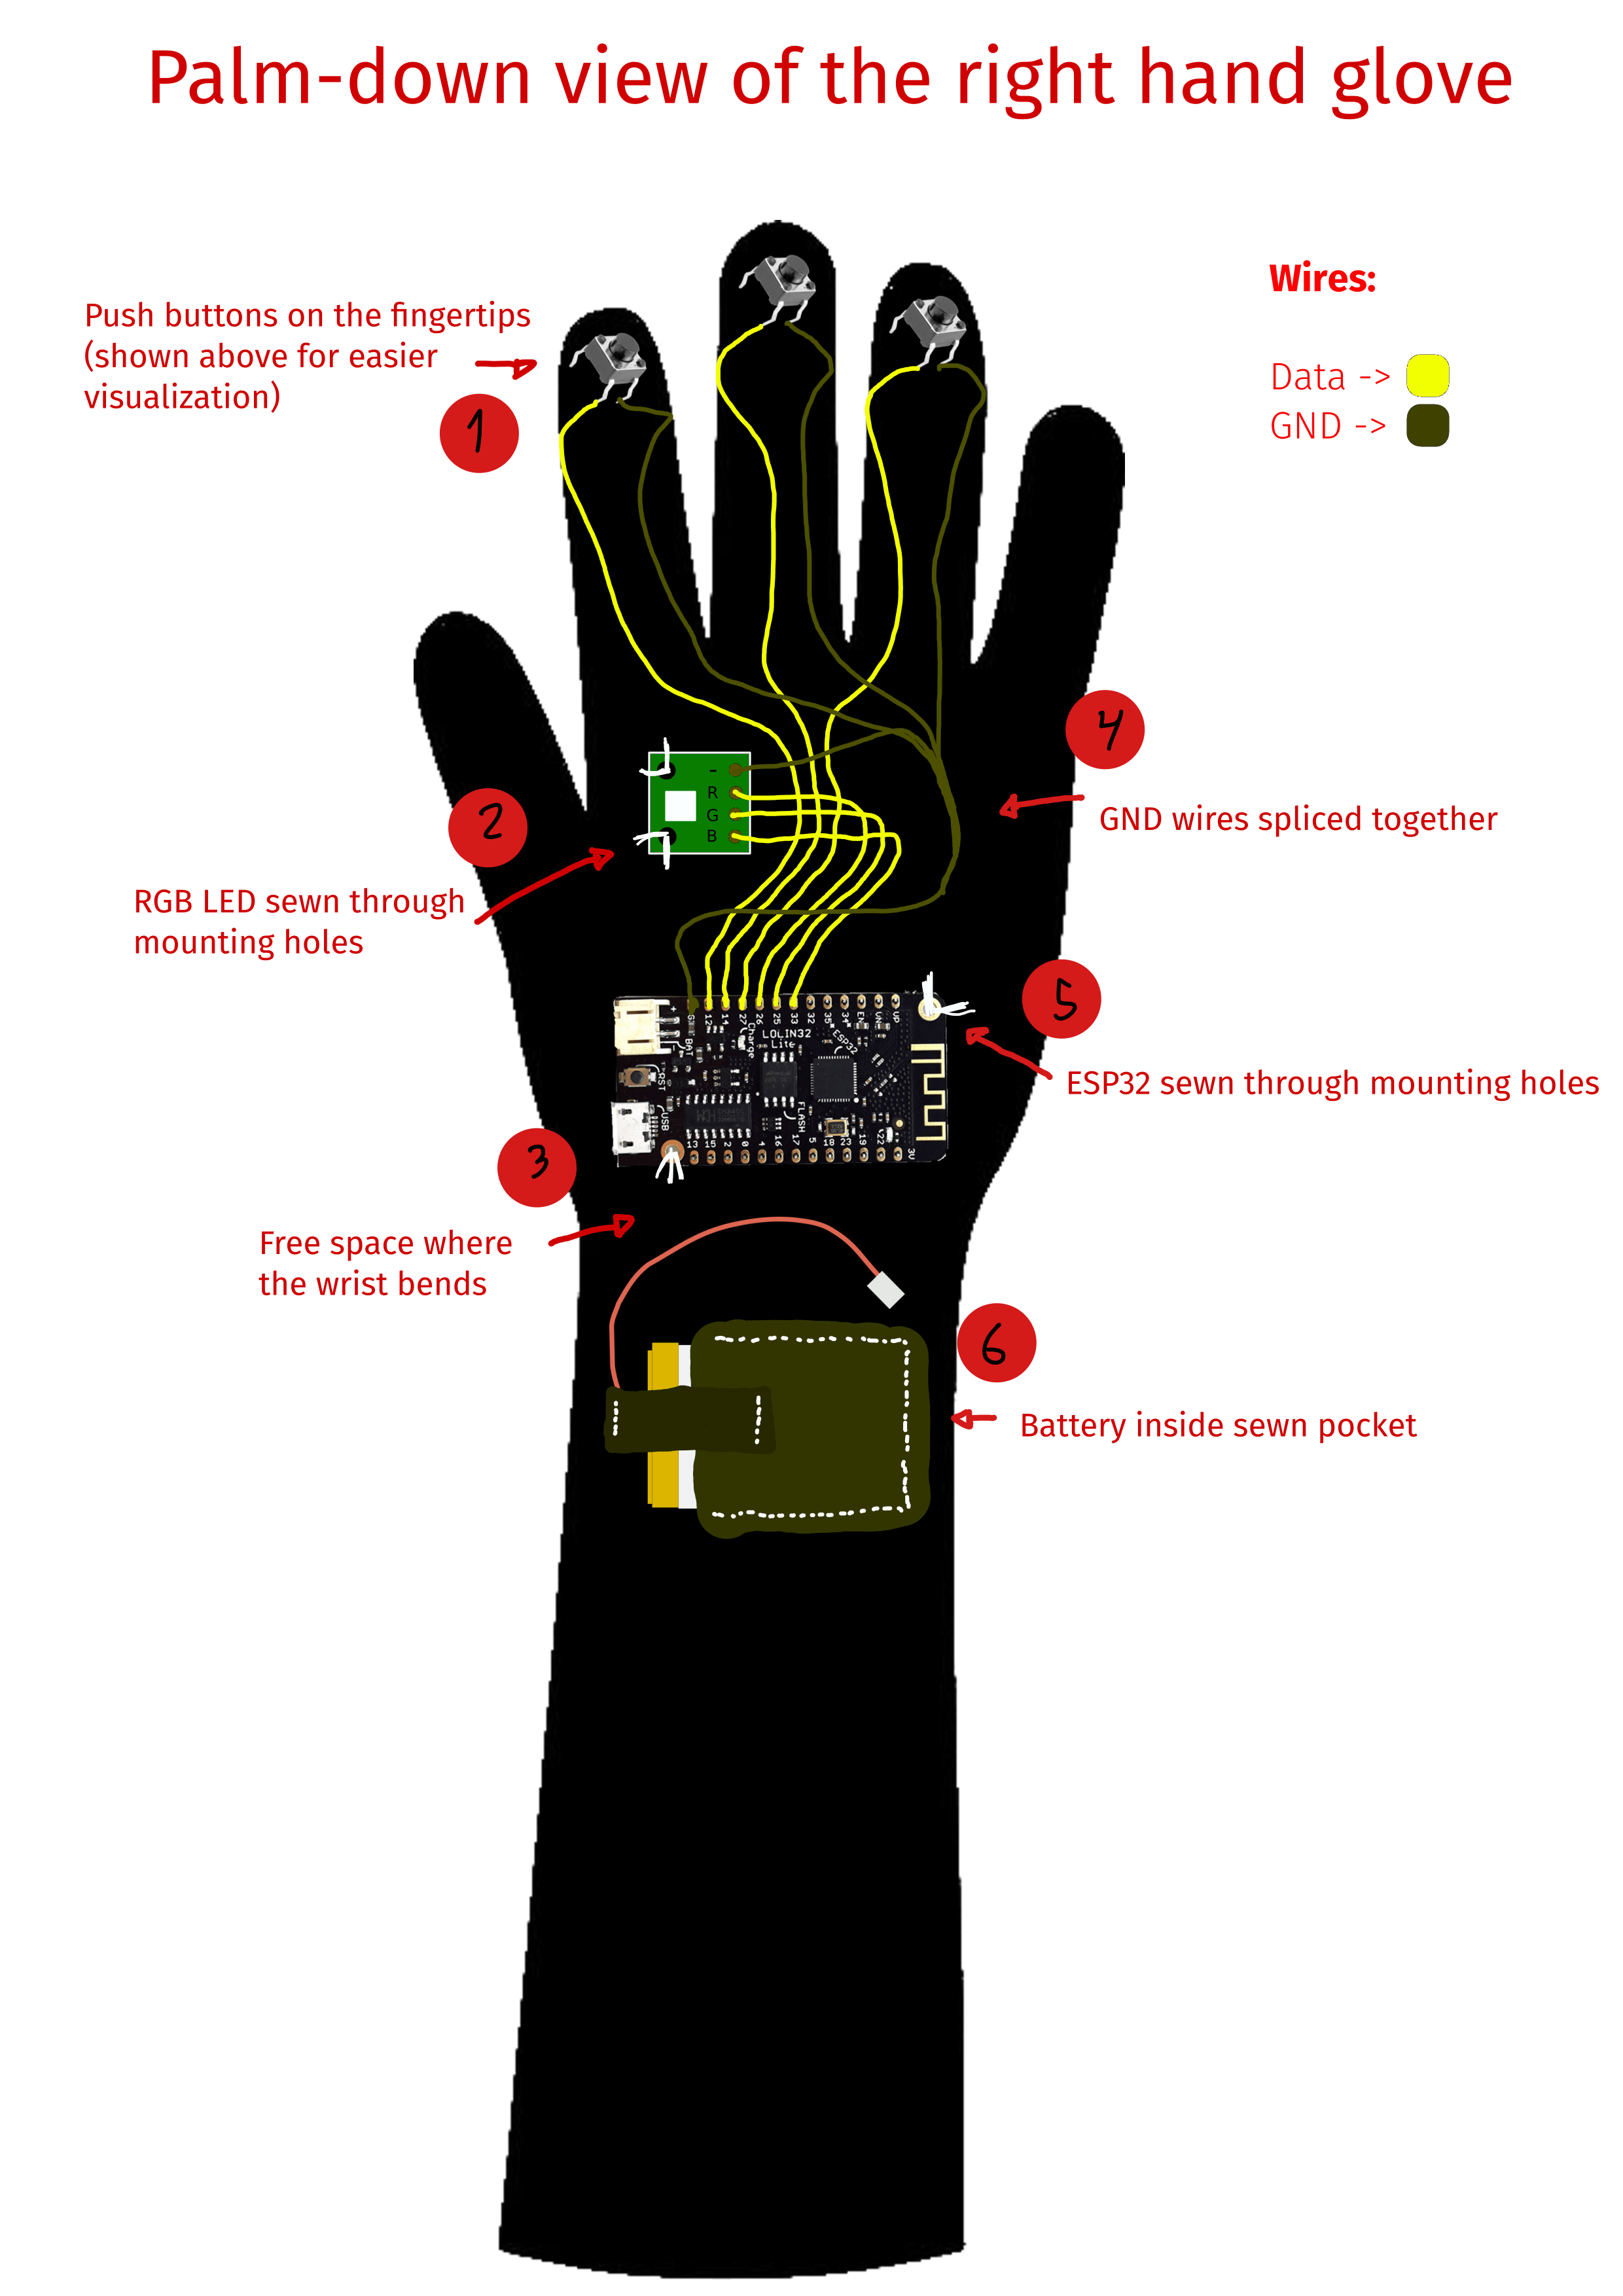 Palm-down view of the right hand glove
Wires:
Data ->
GND ->
Push buttons on the fingertips
(shown above for easier
visualization)
1
4
GND wires spliced together
-
R
G
B
2
RGB LED sewn through
mounting holes
5
ESP32 sewn through mounting holes
+
-
BAT
G
12
14
27
26
25
33
32
35
34
EN
UP
Charge
LOLIN32
Lite
ESP32
RST
USB
FLASH
13
15
2
0
4
16
17
5
18
23
19
22
3V
3
Free space where
the wrist bends
6
Battery inside sewn pocket